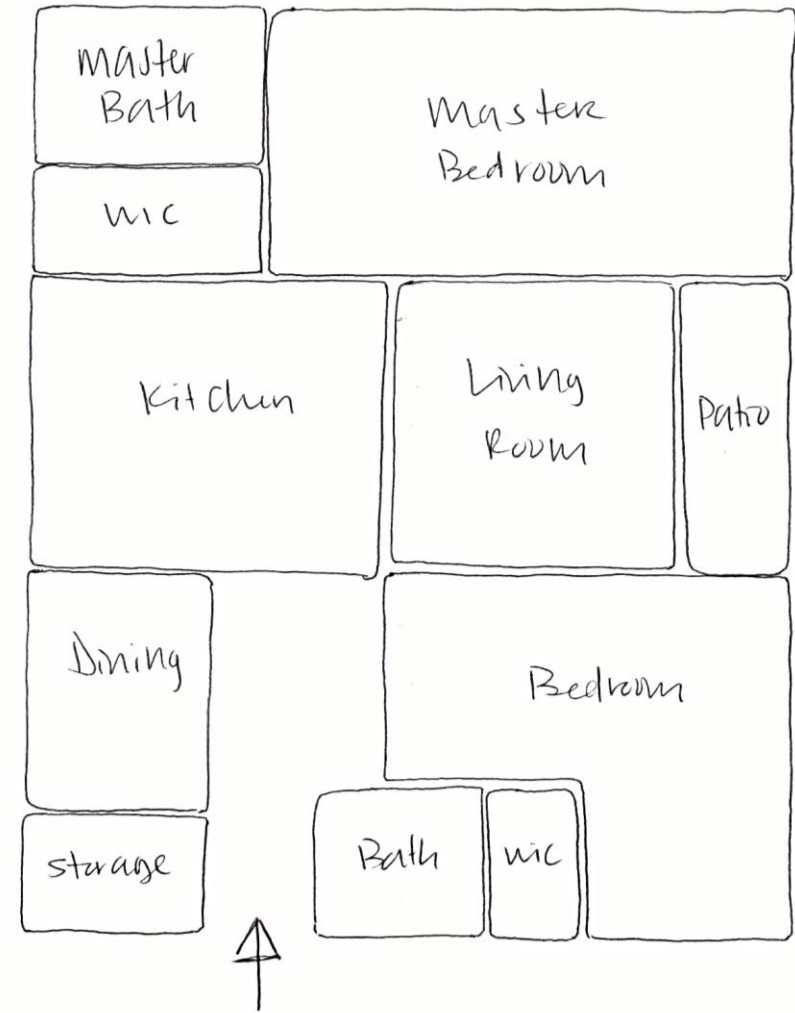 Master
Bath
Master
Bedroom
WIC
Kitchen
Living
Room
Patio
Dining
Bedroom
Storage
Bath
WIC